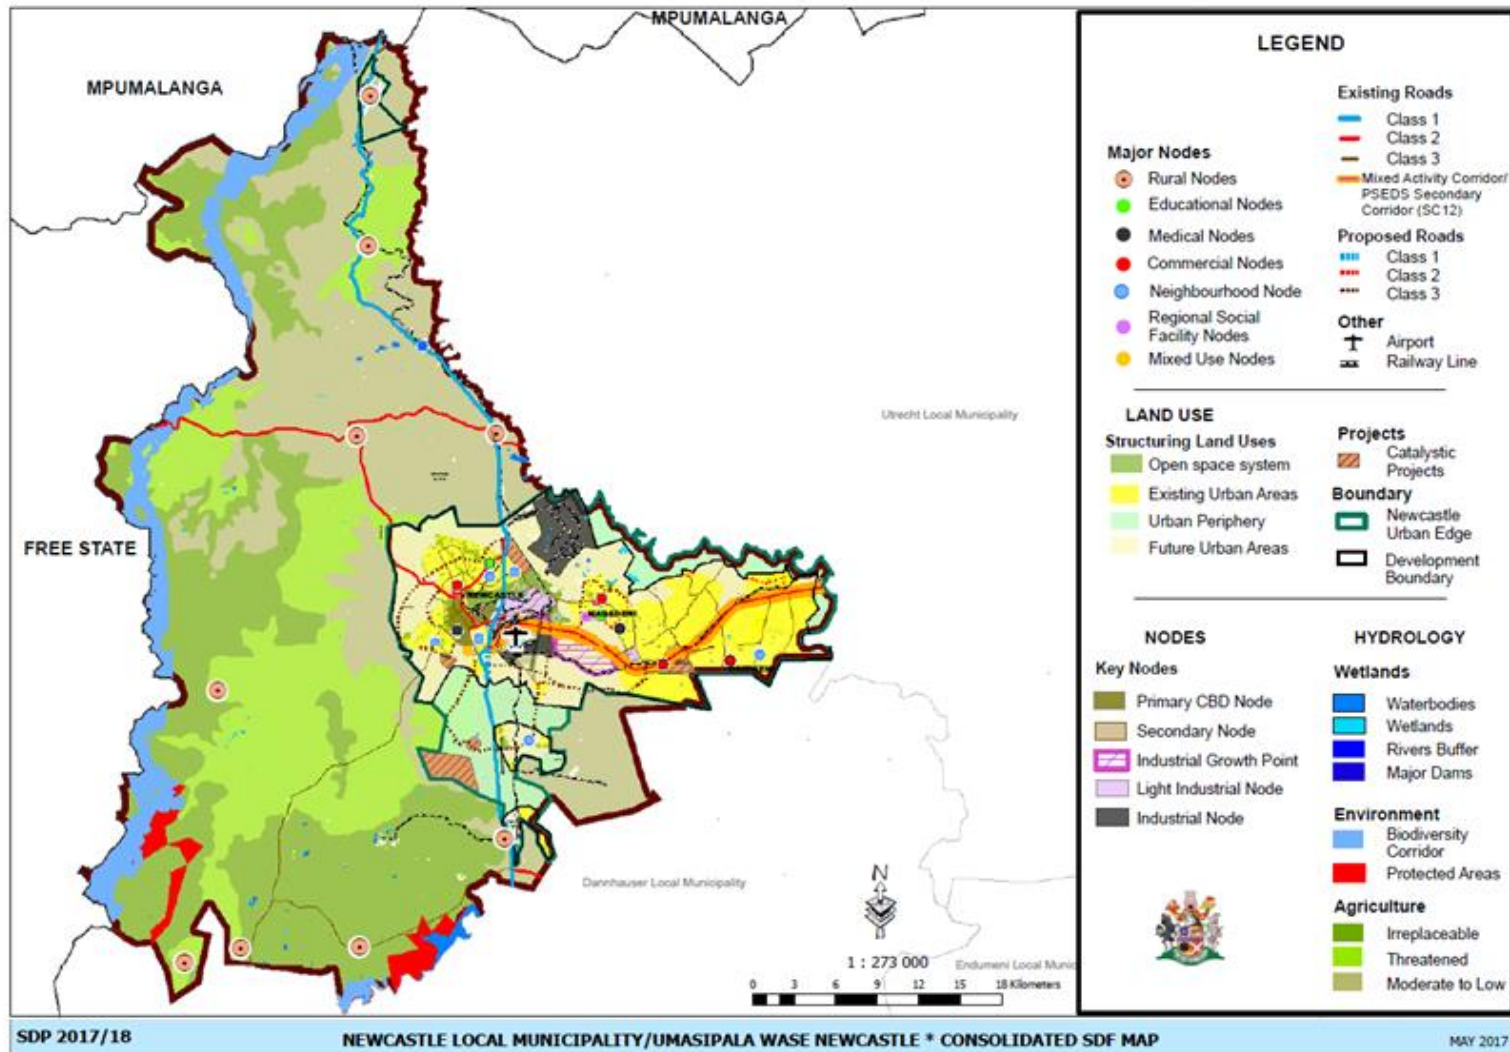 MPUMALANGA
MPUMALANGA
FREE STATE
Utrecht Local Municipality
NEWCASTLE
MADADENI
Dannhauser Local Municipality
Endumeni Local Munic
N
1 : 273 000
0 3 6 9 12 15 18 Kilometers
LEGEND
Major Nodes
Rural Nodes
Educational Nodes
Medical Nodes
Commercial Nodes
Neighbourhood Node
Regional Social
Facility Nodes
Mixed Use Nodes
Existing Roads
Class 1
Class 2
Class 3
Mixed Activity Corridor/
PSEDS Secondary
Corridor (SC12)
Proposed Roads
Class 1
Class 2
Class 3
Other
Airport
Railway Line
LAND USE
Structuring Land Uses
Open space system
Existing Urban Areas
Urban Periphery
Future Urban Areas
Projects
Catalystic
Projects
Boundary
Newcastle
Urban Edge
Development
Boundary
NODES
Key Nodes
Primary CBD Node
Secondary Node
Industrial Growth Point
Light Industrial Node
Industrial Node
HYDROLOGY
Wetlands
Waterbodies
Wetlands
Rivers Buffer
Major Dams
Environment
Biodiversity
Corridor
Protected Areas
Agriculture
Irreplaceable
Threatened
Moderate to Low
SDP 2017/18
NEWCASTLE LOCAL MUNICIPALITY/UMASIPALA WASE NEWCASTLE * CONSOLIDATED SDF MAP
MAY 2017